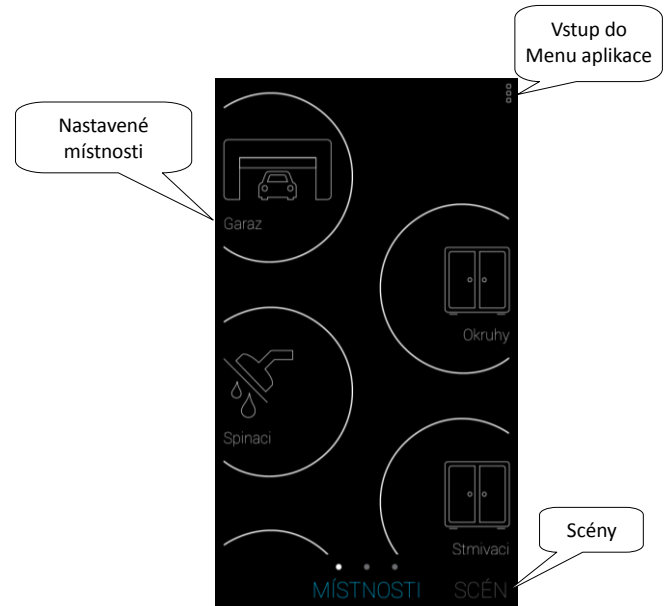 Vstup do
Menu aplikace
Nastavené
místnosti
Garaz
Okruhy
Spinaci
Stmivaci
Scény
MÍSTNOSTI SCÉN